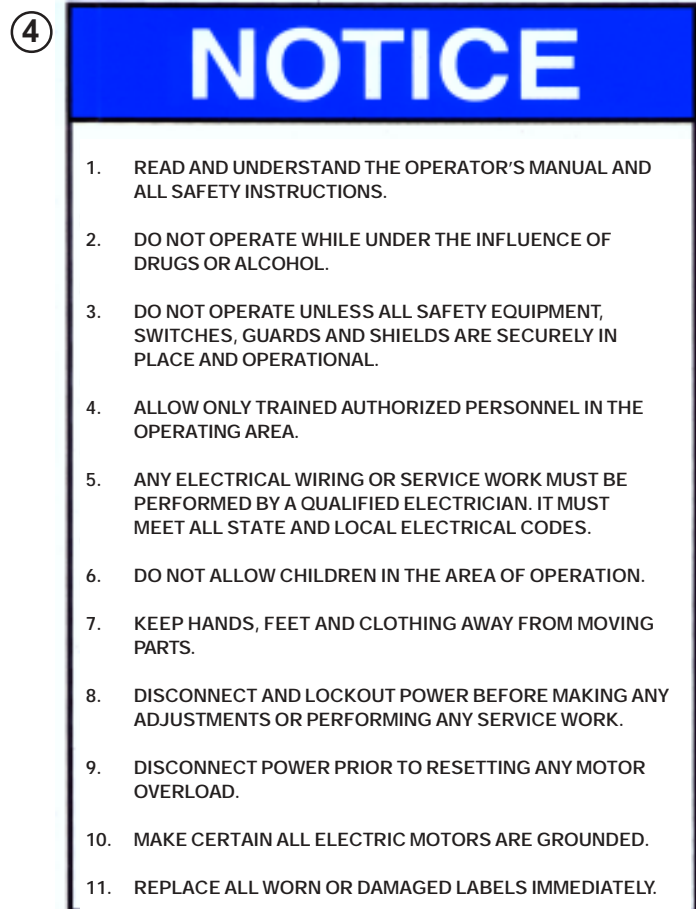 4
NOTICE
1. READ AND UNDERSTAND THE OPERATOR'S MANUAL AND
ALL SAFETY INSTRUCTIONS.
2. DO NOT OPERATE WHILE UNDER THE INFLUENCE OF
DRUGS OR ALCOHOL.
3. DO NOT OPERATE UNLESS ALL SAFETY EQUIPMENT,
SWITCHES, GUARDS AND SHIELDS ARE SECURELY IN
PLACE AND OPERATIONAL.
4. ALLOW ONLY TRAINED AUTHORIZED PERSONNEL IN THE
OPERATING AREA.
5. ANY ELECTRICAL WIRING OR SERVICE WORK MUST BE
PERFORMED BY A QUALIFIED ELECTRICIAN. IT MUST
MEET ALL STATE AND LOCAL ELECTRICAL CODES.
6. DO NOT ALLOW CHILDREN IN THE AREA OF OPERATION.
7. KEEP HANDS, FEET AND CLOTHING AWAY FROM MOVING
PARTS.
8. DISCONNECT AND LOCKOUT POWER BEFORE MAKING ANY
ADJUSTMENTS OR PERFORMING ANY SERVICE WORK.
9. DISCONNECT POWER PRIOR TO RESETTING ANY MOTOR
OVERLOAD.
10. MAKE CERTAIN ALL ELECTRIC MOTORS ARE GROUNDED.
11. REPLACE ALL WORN OR DAMAGED LABELS IMMEDIATELY.